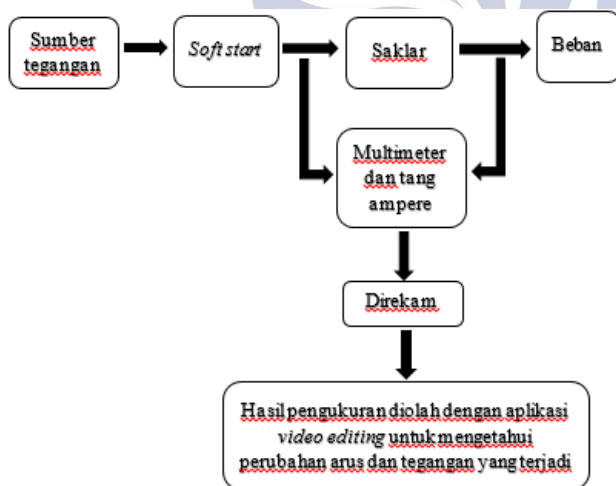 Sumber
tegangan
Soft start
Saklar
Beban
Multimeter
dan tang
ampere
Direkam
Hasil pengukuran diolah dengan aplikasi
video editing untuk mengetahui
perubahan arus dan tegangan yang terjadi